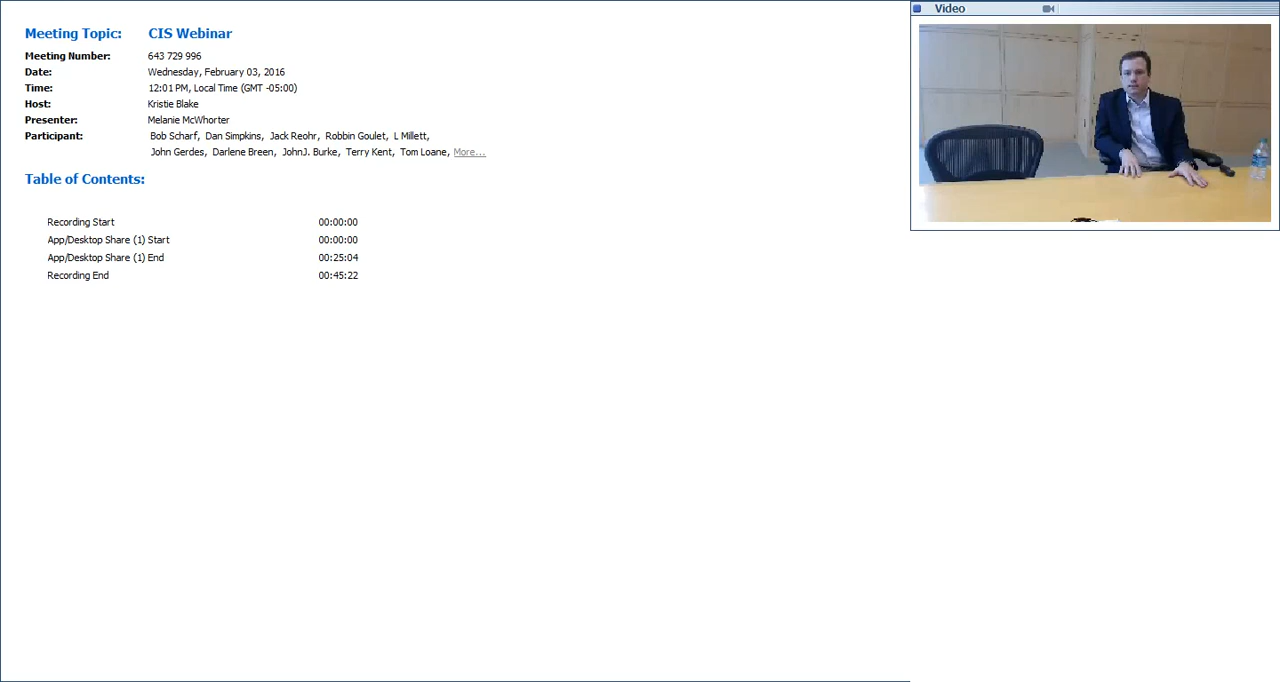 Meeting Topic: CIS Webinar
Meeting Number: 643 729 996
Date: Wednesday, February 03, 2016
Time: 12:01 PM, Local Time (GMT -05:00)
Host: Kristie Blake
Presenter: Melanie McWhorter
Participant: Bob Scharf, Dan Simpkins, Jack Reohr, Robbin Goulet, L Millett,
John Gerdes, Darlene Breen, JohnJ. Burke, Terry Kent, Tom Loane, More...
Table of Contents:
Recording Start 00:00:00
App/Desktop Share (1) Start 00:00:00
App/Desktop Share (1) End 00:25:04
Recording End 00:45:22
Video